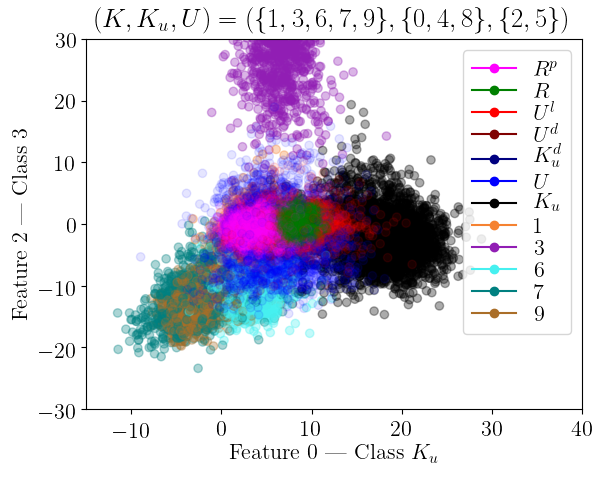 (K, K_u, U) = ({1, 3, 6, 7, 9}, {0, 4, 8}, {2, 5})
30
20
10
0
−10
−20
−30
Feature 2 — Class 3
R^p
R
U^l
U^d
K_u^d
U
K_u
1
3
6
7
9
−10
0
10
20
30
40
Feature 0 — Class K_u